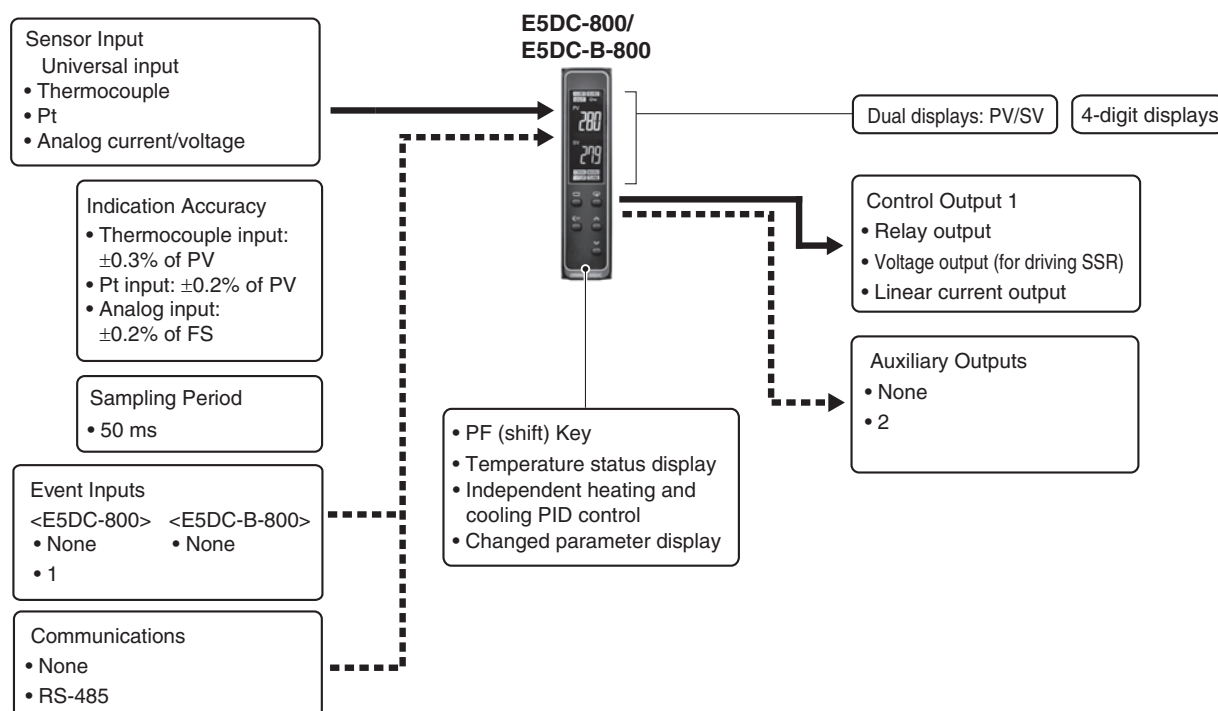 E5DC-800/
E5DC-B-800
Sensor Input
Universal input
• Thermocouple
• Pt
• Analog current/voltage
Indication Accuracy
• Thermocouple input:
±0.3% of PV
• Pt input: ±0.2% of PV
• Analog input:
±0.2% of FS
Sampling Period
• 50 ms
Event Inputs
<E5DC-800> <E5DC-B-800>
• None • None
• 1
Communications
• None
• RS-485
PV
280
SV
279
• PF (shift) Key
• Temperature status display
• Independent heating and
cooling PID control
• Changed parameter display
Dual displays: PV/SV
4-digit displays
Control Output 1
• Relay output
• Voltage output (for driving SSR)
• Linear current output
Auxiliary Outputs
• None
• 2